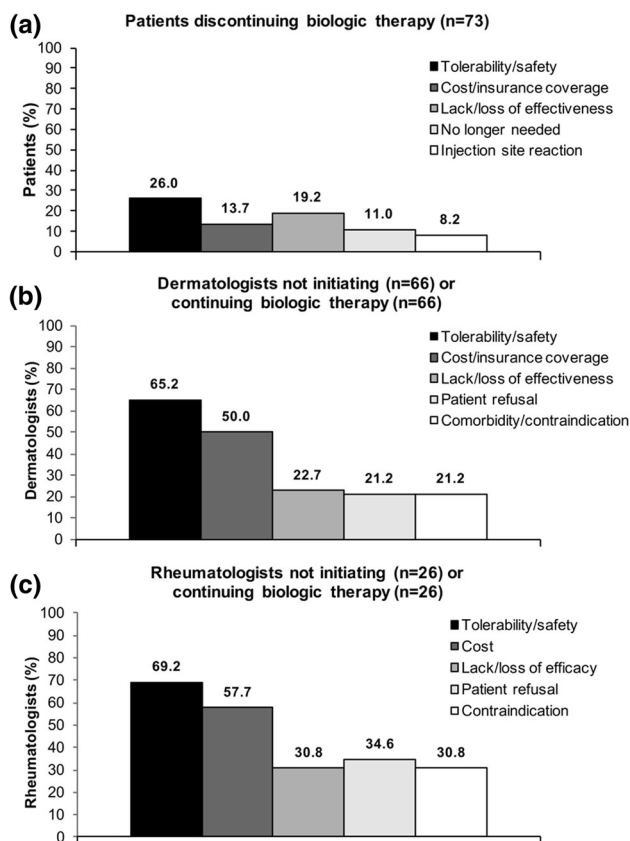 (a)
Patients discontinuing biologic therapy (n=73)
Patients (%)
100
90
80
70
60
50
40
30
20
10
0
Tolerability/safety
Cost/insurance coverage
Lack/loss of effectiveness
No longer needed
Injection site reaction
26.0
13.7
19.2
11.0
8.2
(b)
Dermatologists not initiating (n=66) or
continuing biologic therapy (n=66)
Dermatologists (%)
100
90
80
70
60
50
40
30
20
10
0
Tolerability/safety
Cost/insurance coverage
Lack/loss of effectiveness
Patient refusal
Comorbidity/contraindication
65.2
50.0
22.7
21.2
21.2
(c)
Rheumatologists not initiating (n=26) or
continuing biologic therapy (n=26)
Rheumatologists (%)
100
90
80
70
60
50
40
30
20
10
0
Tolerability/safety
Cost
Lack/loss of efficacy
Patient refusal
Contraindication
69.2
57.7
30.8
34.6
30.8